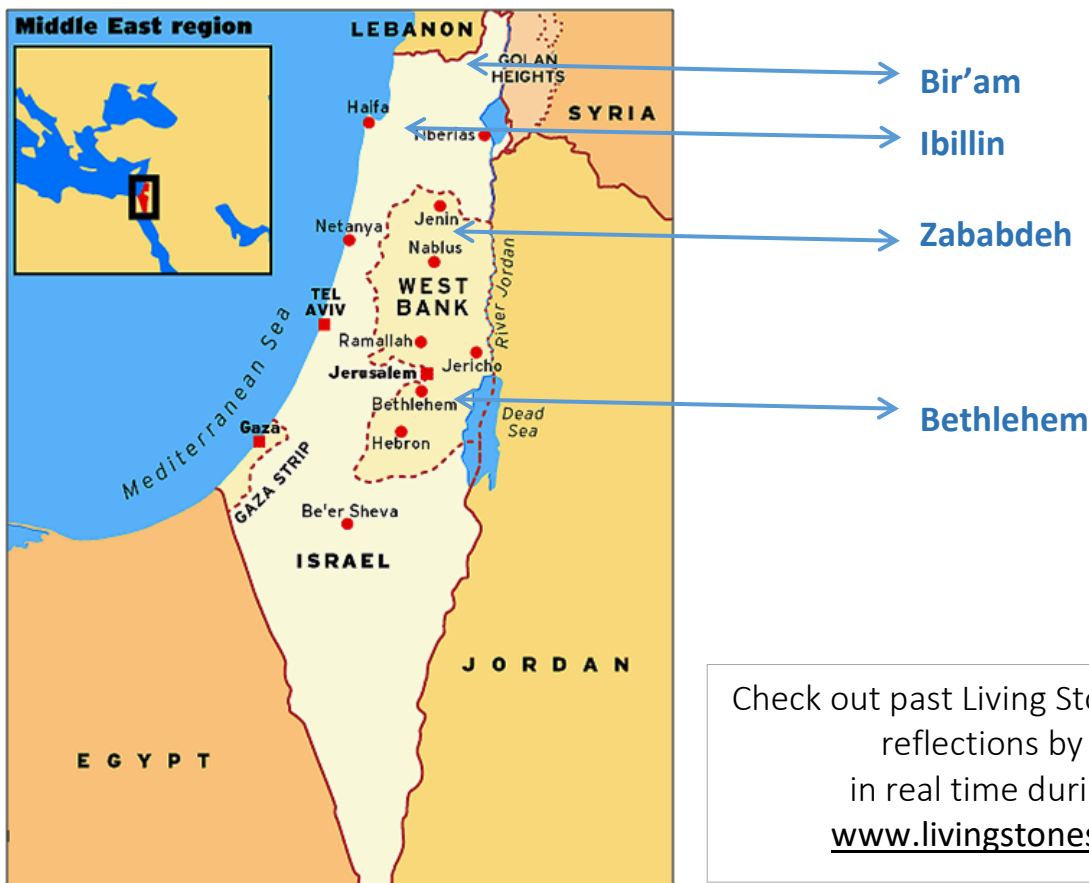 Middle East region
LEBANON
GOLAN
HEIGHTS
SYRIA
Haifa
Tiberias
Jenin
Netanya
Nablus
WEST
BANK
TEL
AVIV
River Jordan
Ramallah
Jericho
Jerusalem
Bethlehem
Dead
Sea
Mediterranean Sea
Gaza
Hebron
GAZA STRIP
Be'er Sheva
ISRAEL
JORDAN
EGYPT
Bir’am
Ibillin
Zababdeh
Bethlehem
Check out past Living Sto
reflections by
in real time duri
www.livingstones